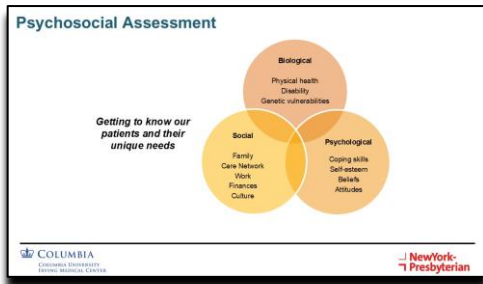 Psychosocial Assessment
Biological
Physical health
Disability
Genetic vulnerabilities
Getting to know our
patients and their
unique needs
Social
Family
Care Network
Work
Finances
Culture
Psychological
Coping skills
Self-esteem
Beliefs
Attitudes
COLUMBIA
COLUMBIA UNIVERSITY
IRVING MEDICAL CENTER
NewYork-
Presbyterian